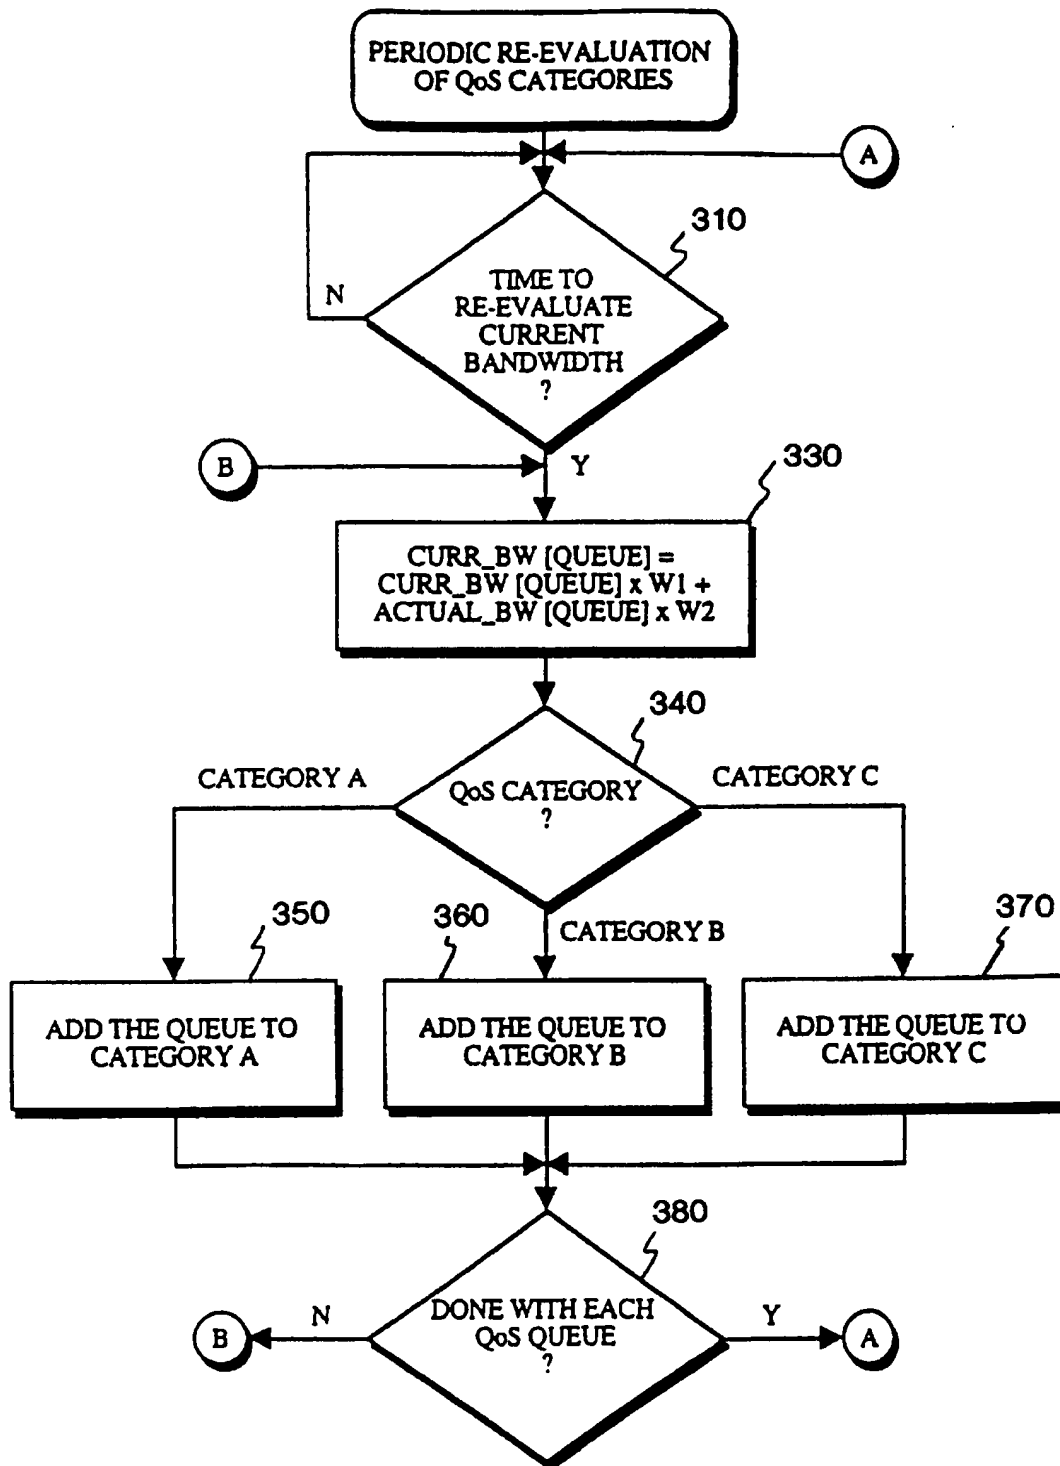 PERIODIC RE-EVALUATION
OF QoS CATEGORIES
A
310
TIME TO
RE-EVALUATE
CURRENT
BANDWIDTH
?
N
B
Y
330
CURR_BW [QUEUE] =
CURR_BW [QUEUE] x W1 +
ACTUAL_BW [QUEUE] x W2
340
CATEGORY A
QoS CATEGORY
?
CATEGORY C
350
360
CATEGORY B
370
ADD THE QUEUE TO
CATEGORY A
ADD THE QUEUE TO
CATEGORY B
ADD THE QUEUE TO
CATEGORY C
380
B
N
DONE WITH EACH
QoS QUEUE
?
Y
A